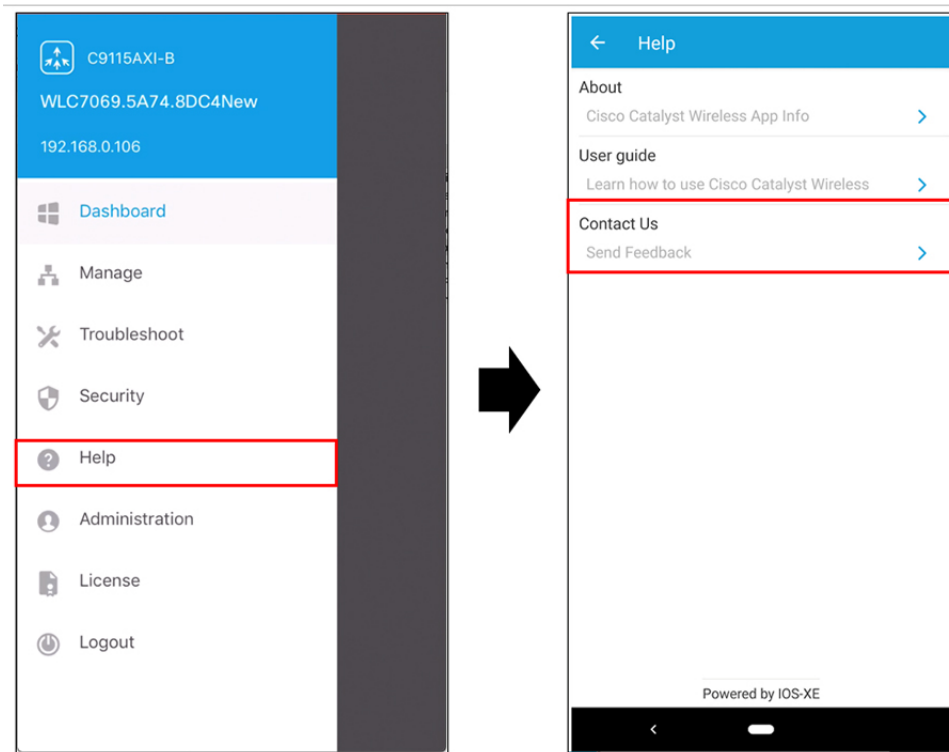 C9115AXI-B
WLC7069.5A74.8DC4New
192.168.0.106
Dashboard
Manage
Troubleshoot
Security
Help
Administration
License
Logout
Help
About
Cisco Catalyst Wireless App Info
User guide
Learn how to use Cisco Catalyst Wireless
Contact Us
Send Feedback
Powered by IOS-XE